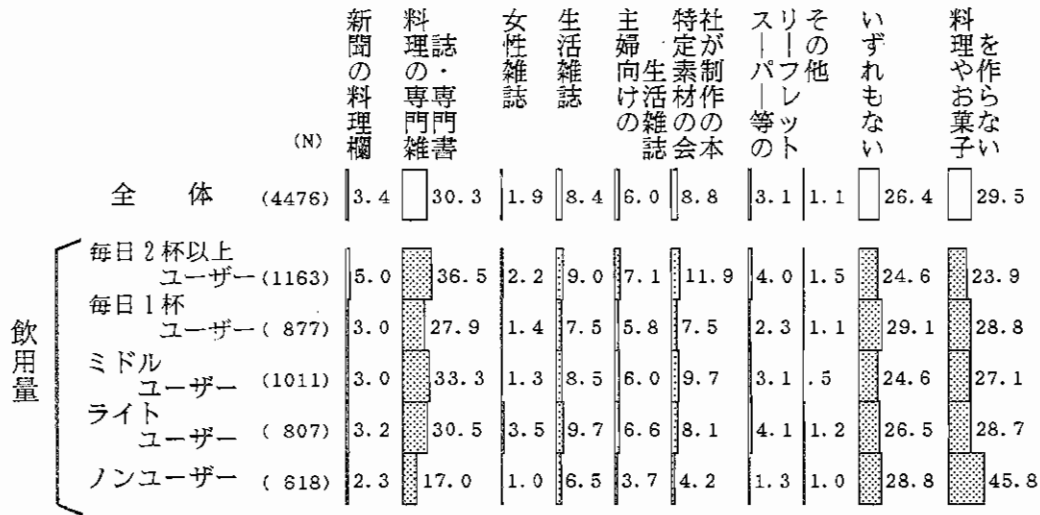 (N)
新聞の料理欄
料理の専門雑誌・専門書
女性雑誌
生活雑誌
主婦向けの生活雑誌
特定素材の会社が制作の本
スーパー等のリーフレット
その他
いずれもない
料理やお菓子を作らない
全 体 (4476) 3.4 30.3 1.9 8.4 6.0 8.8 3.1 1.1 26.4 29.5
飲用量
毎日2杯以上
ユーザー (1163) 5.0 36.5 2.2 9.0 7.1 11.9 4.0 1.5 24.6 23.9
毎日1杯
ユーザー ( 877) 3.0 27.9 1.4 7.5 5.8 7.5 2.3 1.1 29.1 28.8
ミドル
ユーザー (1011) 3.0 33.3 1.3 8.5 6.0 9.7 3.1 .5 24.6 27.1
ライト
ユーザー ( 807) 3.2 30.5 3.5 9.7 6.6 8.1 4.1 1.2 26.5 28.7
ノンユーザー ( 618) 2.3 17.0 1.0 6.5 3.7 4.2 1.3 1.0 28.8 45.8